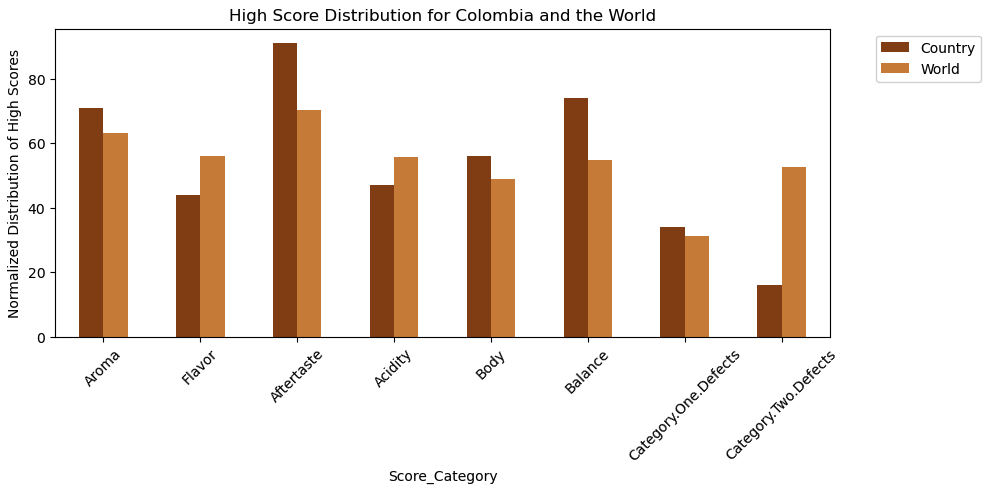 High Score Distribution for Colombia and the World
Country
World
Normalized Distribution of High Scores
80
60
40
20
0
Aroma
Flavor
Aftertaste
Acidity
Body
Balance
Category.One.Defects
Category.Two.Defects
Score_Category